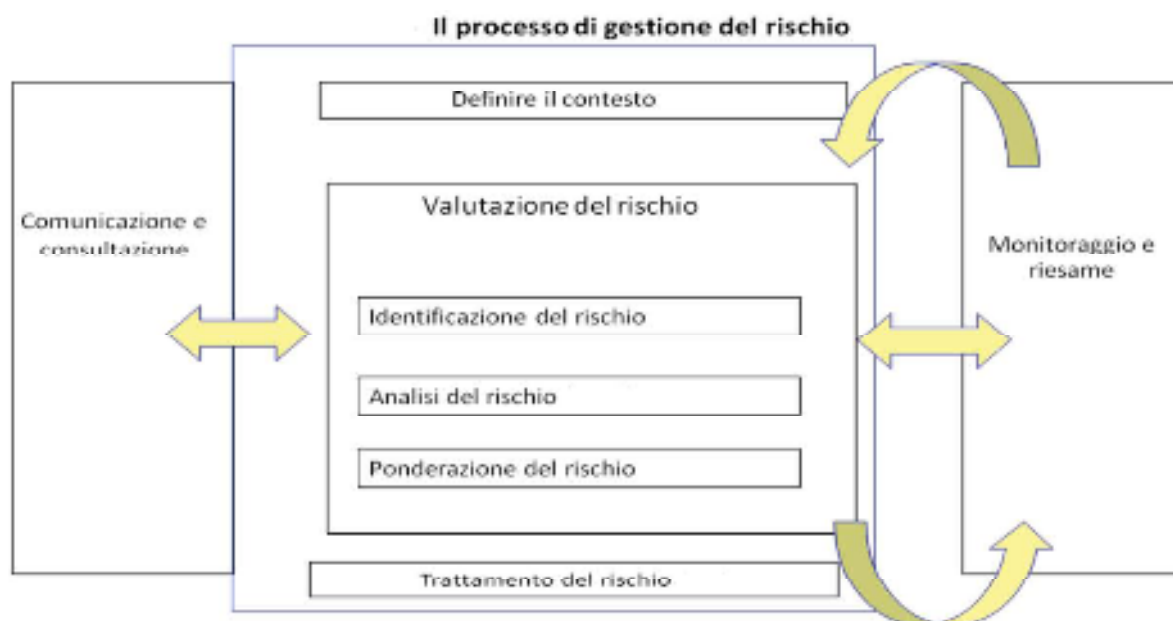 Il processo di gestione del rischio
Definire il contesto
Comunicazione e
consultazione
Valutazione del rischio
Identificazione del rischio
Analisi del rischio
Ponderazione del rischio
Monitoraggio e
riesame
Trattamento del rischio